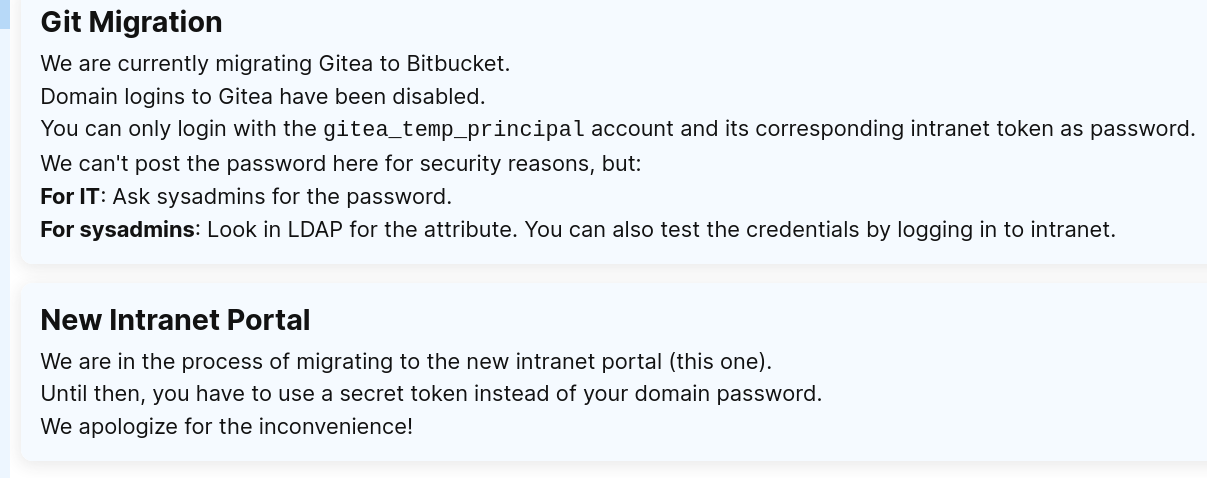 Git Migration
We are currently migrating Gitea to Bitbucket.
Domain logins to Gitea have been disabled.
You can only login with the gitea_temp_principal account and its corresponding intranet token as password.
We can't post the password here for security reasons, but:
For IT: Ask sysadmins for the password.
For sysadmins: Look in LDAP for the attribute. You can also test the credentials by logging in to intranet.
New Intranet Portal
We are in the process of migrating to the new intranet portal (this one).
Until then, you have to use a secret token instead of your domain password.
We apologize for the inconvenience!